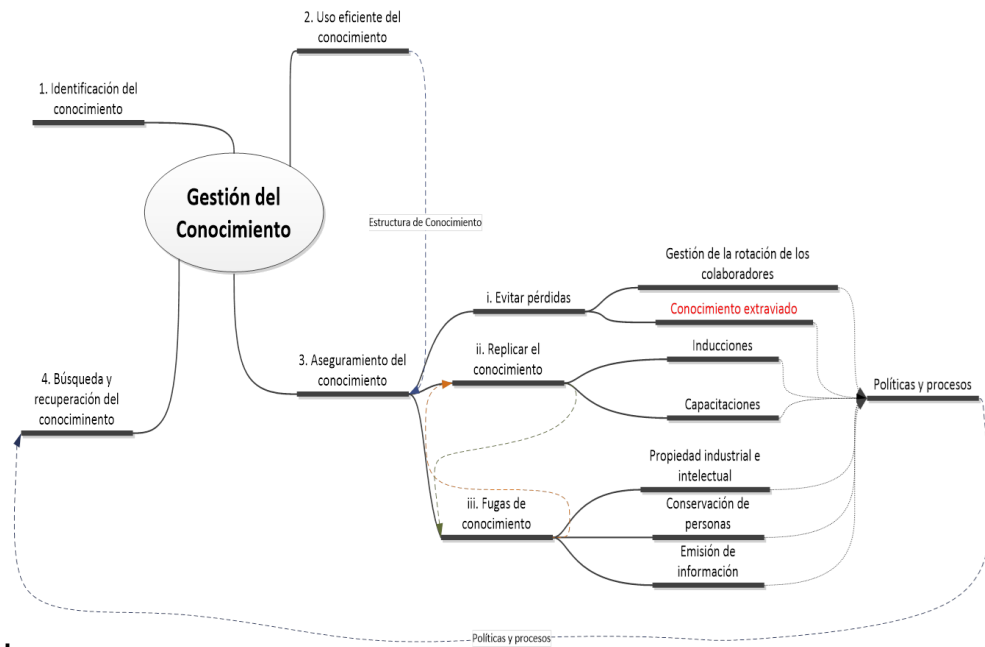 2. Uso eficiente del
conocimiento
1. Identificación del
conocimiento
Gestión del
Conocimiento
Estructura de Conocimiento
Gestión de la rotación de los
colaboradores
i. Evitar pérdidas
Conocimiento extraviado
ii. Replicar el
conocimiento
Inducciones
3. Aseguramiento del
conocimiento
Capacitaciones
Políticas y procesos
4. Búsqueda y
recuperación del
conociminento
Propiedad industrial e
intelectual
iii. Fugas de
conocimiento
Conservación de
personas
Emisión de
información
Políticas y procesos